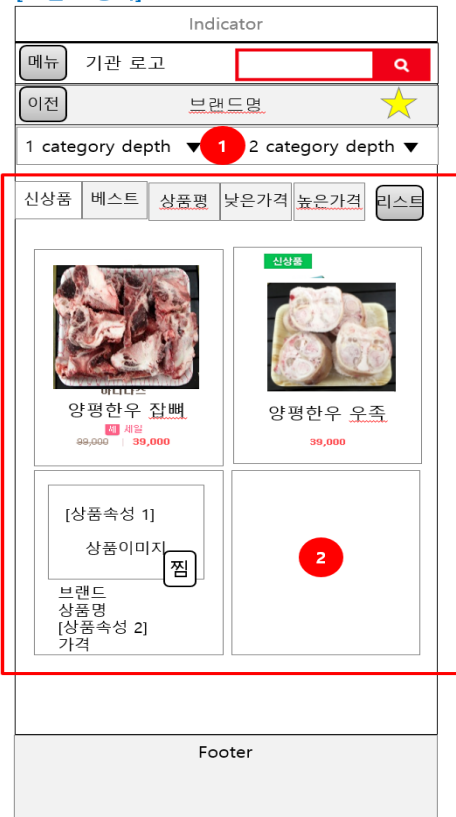 Indicator
메뉴 기관 로고
이전 브랜드명
1 category depth ▼ 1 2 category depth ▼
신상품 베스트 상품평 낮은가격 높은가격 리스트
신상품
양평한우 잡뼈
세 세일
99,000 | 39,000
양평한우 우족
39,000
[상품속성 1]
상품이미지
찜
브랜드
상품명
[상품속성 2]
가격
2
Footer